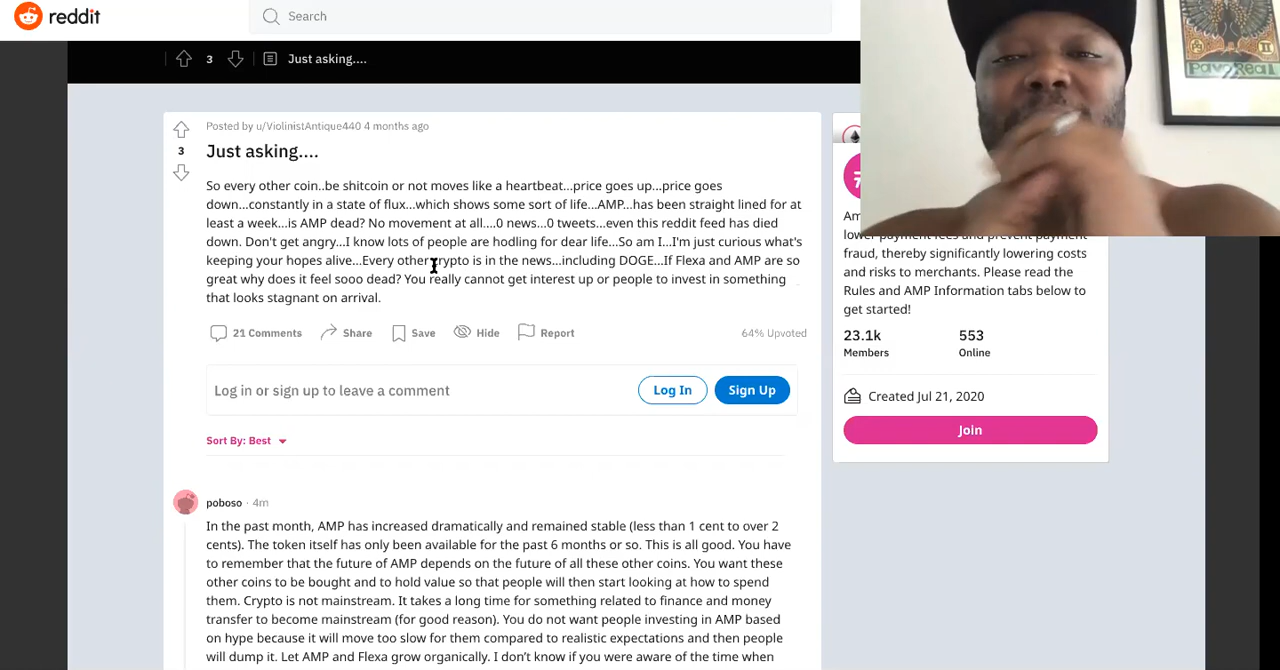 reddit
Search
3
Just asking....
Posted by u/ViolinistAntique440 4 months ago
3
Just asking....
So every other coin..be shitcoin or not moves like a heartbeat...price goes up...price goes
down...constantly in a state of flux...which shows some sort of life...AMP...has been straight lined for at
least a week...is AMP dead? No movement at all....0 news...0 tweets...even this reddit feed has died
down. Don't get angry...I know lots of people are hodling for dear life...So am I...I'm just curious what's
keeping your hopes alive...Every other crypto is in the news...including DOGE...If Flexa and AMP are so
great why does it feel sooo dead? You really cannot get interest up or people to invest in something
that looks stagnant on arrival.
21 Comments
Share
Save
Hide
Report
64% Upvoted
Log in or sign up to leave a comment
Log In
Sign Up
Sort By: Best
poboso · 4m
In the past month, AMP has increased dramatically and remained stable (less than 1 cent to over 2
cents). The token itself has only been available for the past 6 months or so. This is all good. You have
to remember that the future of AMP depends on the future of all these other coins. You want these
other coins to be bought and to hold value so that people will then start looking at how to spend
them. Crypto is not mainstream. It takes a long time for something related to finance and money
transfer to become mainstream (for good reason). You do not want people investing in AMP based
on hype because it will move too slow for them compared to realistic expectations and then people
will dump it. Let AMP and Flexa grow organically. I don't know if you were aware of the time when
Pavo Real
II
lower payment fees and prevent payment
fraud, thereby significantly lowering costs
and risks to merchants. Please read the
Rules and AMP Information tabs below to
get started!
23.1k
Members
553
Online
Created Jul 21, 2020
Join